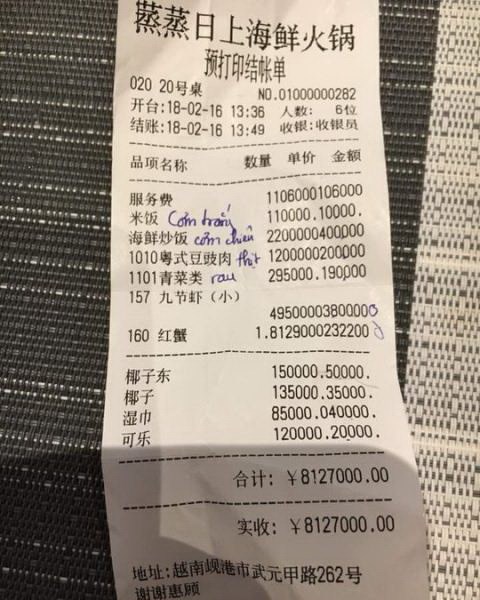 蒸蒸日上海鲜火锅
预打印结帐单
020 20号桌 NO.01000000282
开台:18-02-16 13:36 人数: 6位
结账:18-02-16 13:49 收银:收银员
品项名称 数量 单价 金额
服务费 1106000106000
米饭 Cơm trắng 110000.10000.
海鲜炒饭 cơm chiên 2200000400000
1010粤式豆豉肉 thịt 1200000200000
1101青菜类 rau 295000.190000
157 九节虾（小）
49500003800000
160 红蟹 1.8129000232200
椰子东 150000.50000.
椰子 135000.35000.
湿巾 85000.040000.
可乐 120000.20000.
合计: ￥8127000.00
实收: ￥8127000.00
地址:越南岘港市武元甲路262号
谢谢惠顾